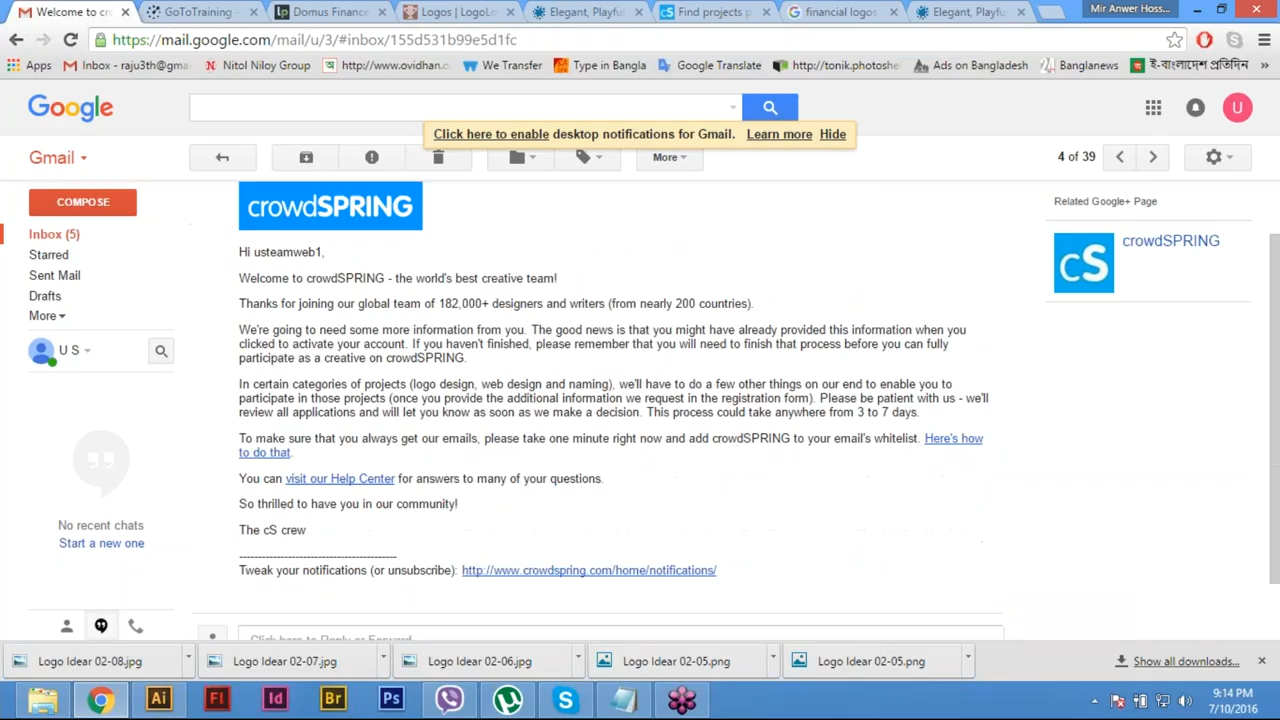 Welcome to cr
GoToTraining -
Domus Finance
Logos | LogoLo
Elegant, Playfu
Find projects p
financial logos
Elegant, Playfu
Mir Anwer Hoss...
https://mail.google.com/mail/u/3/#inbox/155d531b99e5d1fc
Apps
Inbox - raju3th@gma
Nitol Niloy Group
http://www.ovidhan.o
We Transfer
Type in Bangla
Google Translate
http://tonik.photoshe
Ads on Bangladesh
Banglanews
ই-বাংলাদেশ প্রতিদিন
»
Google
U
Click here to enable desktop notifications for Gmail. Learn more Hide
Gmail
More
4 of 39
COMPOSE
Inbox (5)
Starred
Sent Mail
Drafts
More
U S
No recent chats
Start a new one
crowdSPRING
Hi usteamweb1,
Welcome to crowdSPRING - the world's best creative team!
Thanks for joining our global team of 182,000+ designers and writers (from nearly 200 countries).
We're going to need some more information from you. The good news is that you might have already provided this information when you
clicked to activate your account. If you haven't finished, please remember that you will need to finish that process before you can fully
participate as a creative on crowdSPRING.
In certain categories of projects (logo design, web design and naming), we'll have to do a few other things on our end to enable you to
participate in those projects (once you provide the additional information we request in the registration form). Please be patient with us - we'll
review all applications and will let you know as soon as we make a decision. This process could take anywhere from 3 to 7 days.
To make sure that you always get our emails, please take one minute right now and add crowdSPRING to your email's whitelist. Here's how
to do that.
You can visit our Help Center for answers to many of your questions.
So thrilled to have you in our community!
The cS crew
-----------------------------------------
Tweak your notifications (or unsubscribe): http://www.crowdspring.com/home/notifications/
Click here to Reply or Forward
Related Google+ Page
cS
crowdSPRING
Logo Idear 02-08.jpg
Logo Idear 02-07.jpg
Logo Idear 02-06.jpg
Logo Idear 02-05.png
Logo Idear 02-05.png
Show all downloads...
Ai
Fl
Id
Br
Ps
9:14 PM
7/10/2016